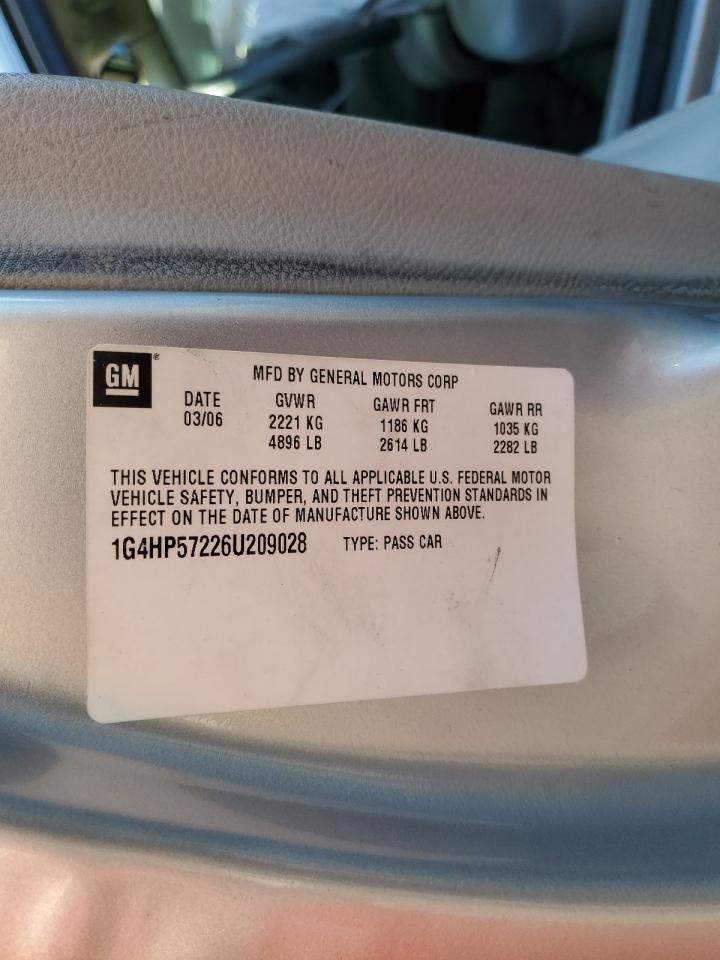 GM®
MFD BY GENERAL MOTORS CORP
DATE GVWR GAWR FRT GAWR RR
03/06 2221 KG 1186 KG 1035 KG
4896 LB 2614 LB 2282 LB
THIS VEHICLE CONFORMS TO ALL APPLICABLE U.S. FEDERAL MOTOR
VEHICLE SAFETY, BUMPER, AND THEFT PREVENTION STANDARDS IN
EFFECT ON THE DATE OF MANUFACTURE SHOWN ABOVE.
1G4HP57226U209028 TYPE: PASS CAR